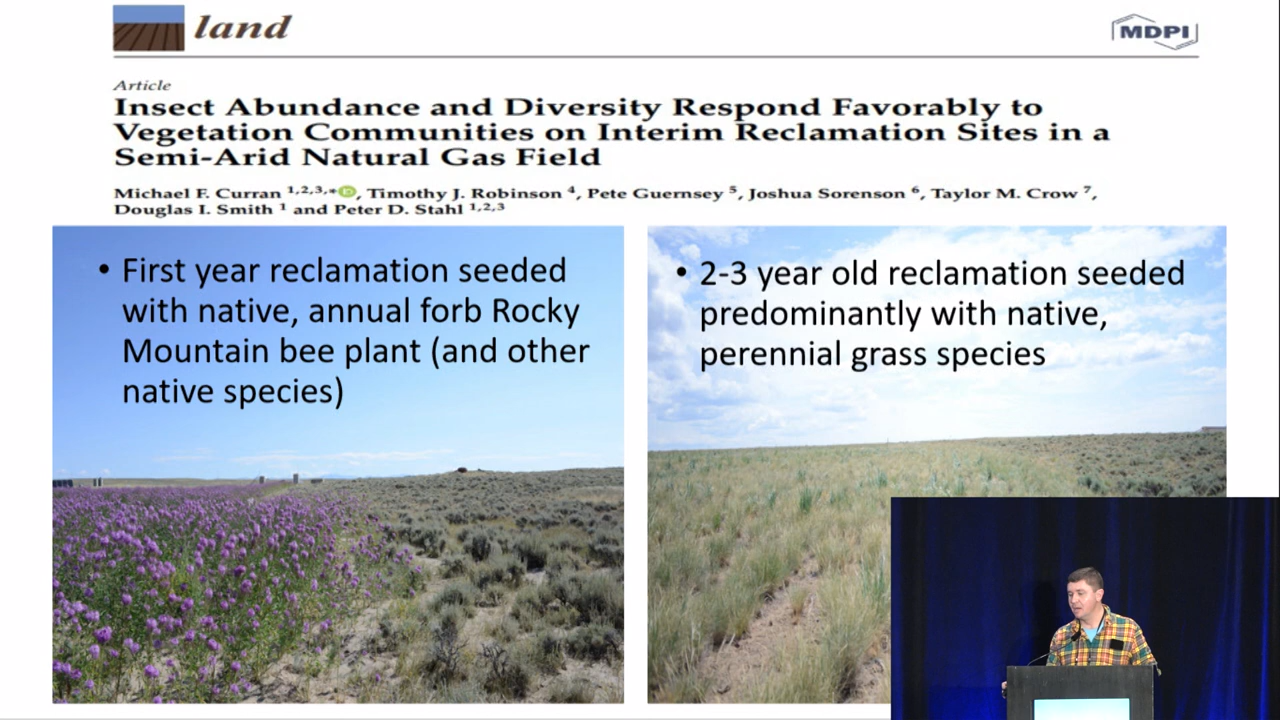 land
MDPI
Article
Insect Abundance and Diversity Respond Favorably to
Vegetation Communities on Interim Reclamation Sites in a
Semi-Arid Natural Gas Field
Michael F. Curran 1,2,3,*, Timothy J. Robinson 4, Pete Guernsey 5, Joshua Sorenson 6, Taylor M. Crow 7,
Douglas I. Smith 1 and Peter D. Stahl 1,2,3
• First year reclamation seeded
with native, annual forb Rocky
Mountain bee plant (and other
native species)
• 2-3 year old reclamation seeded
predominantly with native,
perennial grass species